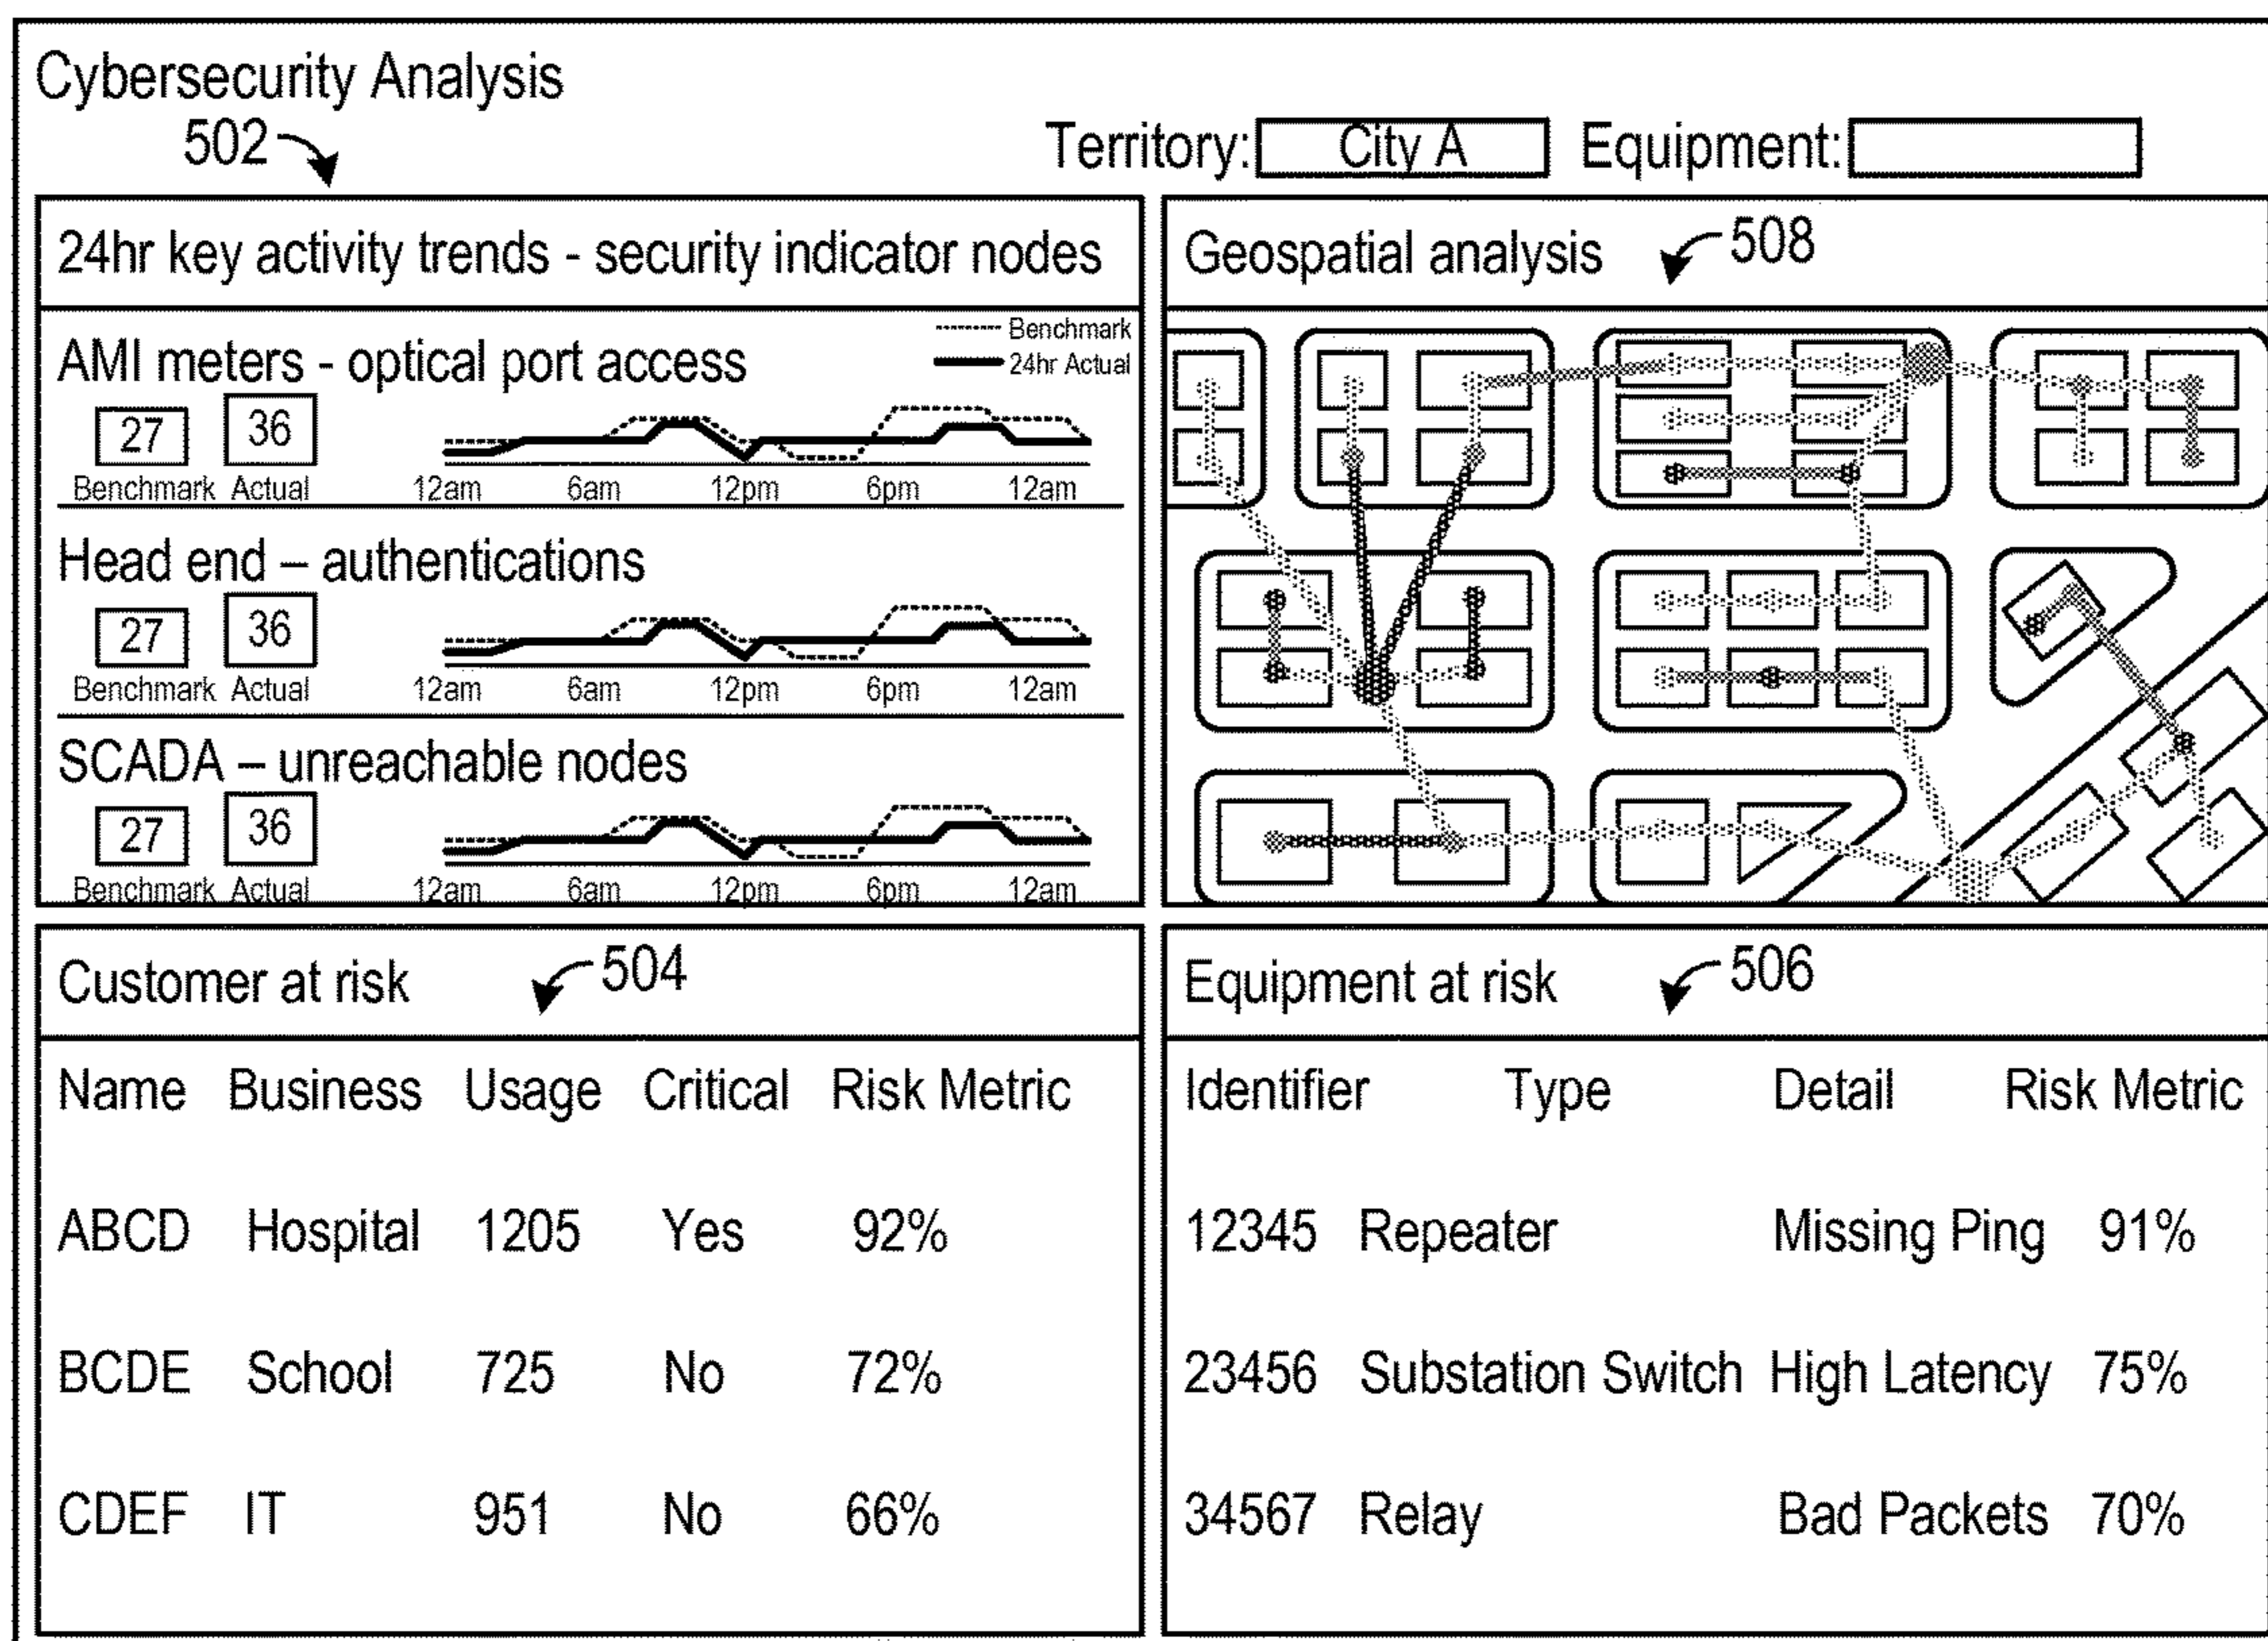 Cybersecurity Analysis
502
Territory: City A Equipment:
24hr key activity trends - security indicator nodes
Benchmark
24hr Actual
AMI meters - optical port access
27 36
Benchmark Actual 12am 6am 12pm 6pm 12am
Head end – authentications
27 36
Benchmark Actual 12am 6am 12pm 6pm 12am
SCADA – unreachable nodes
27 36
Benchmark Actual 12am 6am 12pm 6pm 12am
Geospatial analysis 508
Customer at risk 504
Name Business Usage Critical Risk Metric
ABCD Hospital 1205 Yes 92%
BCDE School 725 No 72%
CDEF IT 951 No 66%
Equipment at risk 506
Identifier Type Detail Risk Metric
12345 Repeater Missing Ping 91%
23456 Substation Switch High Latency 75%
34567 Relay Bad Packets 70%